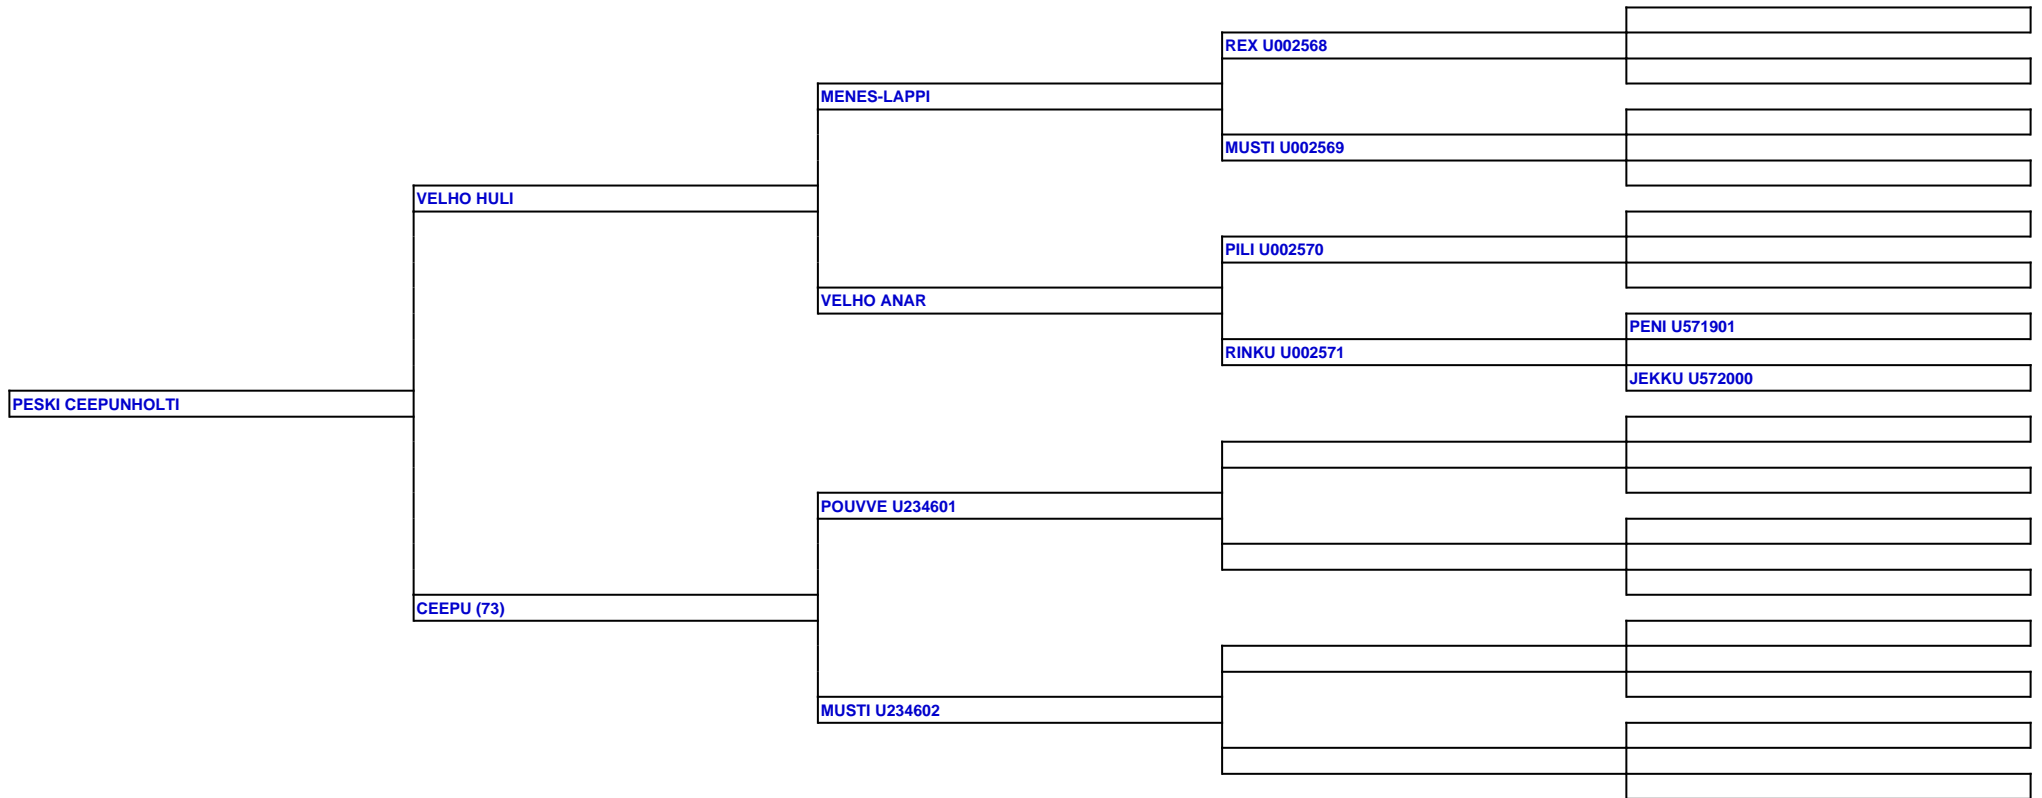 REX U002568
MENES-LAPPI
MUSTI U002569
VELHO HULI
PILI U002570
VELHO ANAR
PENI U571901
RINKU U002571
JEKKU U572000
PESKI CEEPUNHOLTI
POUVVE U234601
CEEPU (73)
MUSTI U234602